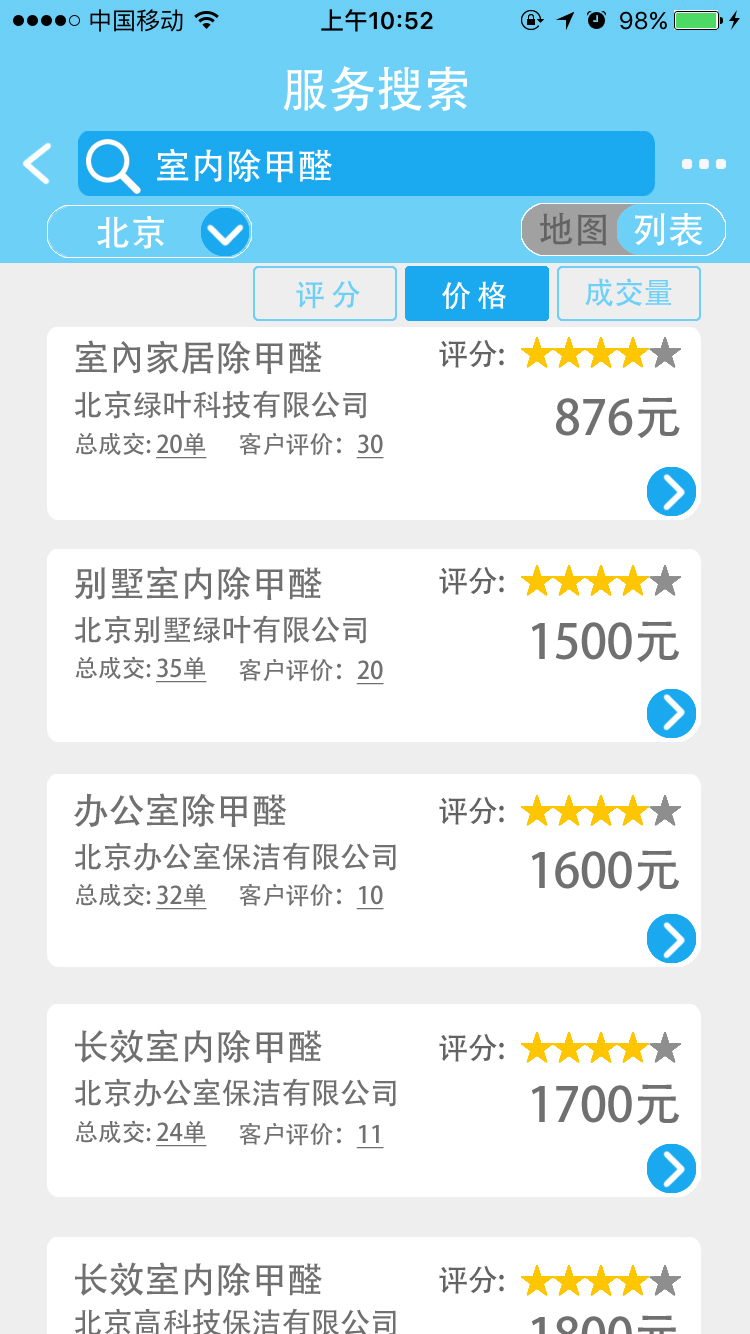 中国移动 上午10:52 98%
服务搜索
室内除甲醛
北京 地图 列表
评分 价格 成交量
室内家居除甲醛 评分:
北京绿叶科技有限公司 876元
总成交:20单 客户评价：30
别墅室内除甲醛 评分:
北京别墅绿叶有限公司 1500元
总成交:35单 客户评价：20
办公室除甲醛 评分:
北京办公室保洁有限公司 1600元
总成交:32单 客户评价：10
长效室内除甲醛 评分:
北京办公室保洁有限公司 1700元
总成交:24单 客户评价：11
长效室内除甲醛 评分:
北京高科技保洁有限公司 1800元